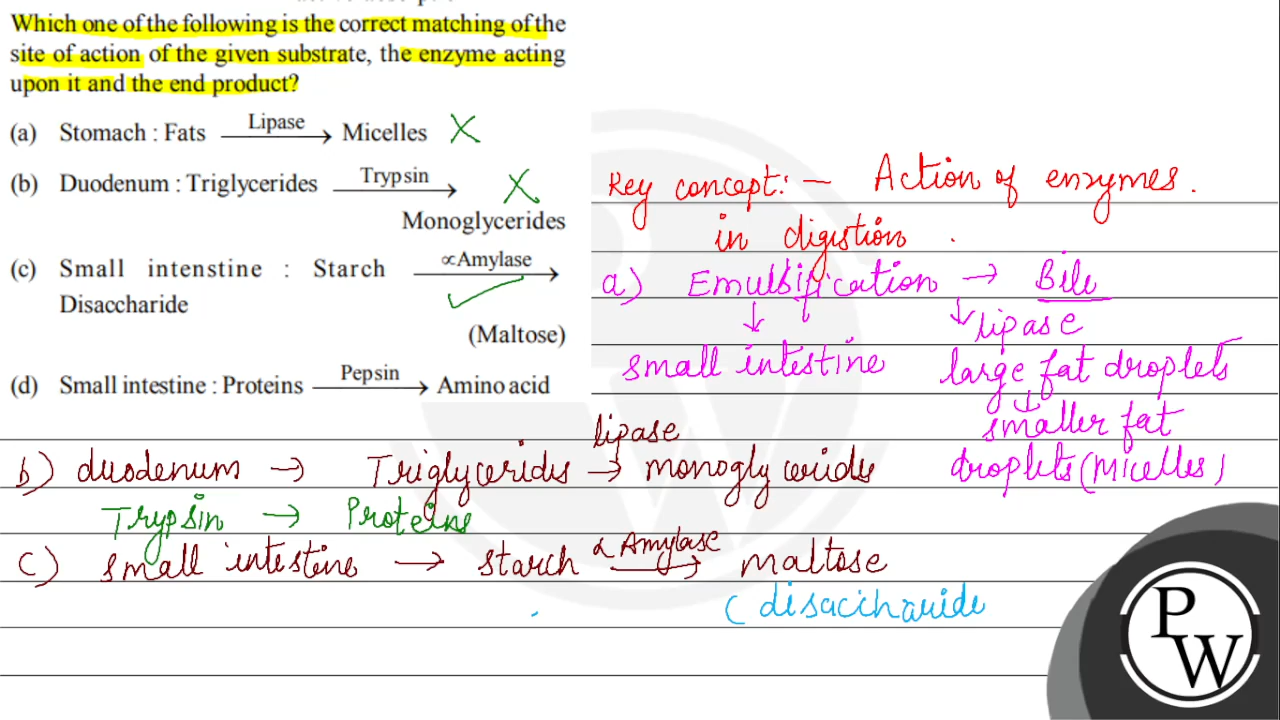 Which one of the following is the correct matching of the
site of action of the given substrate, the enzyme acting
upon it and the end product?
(a) Stomach : Fats Lipase → Micelles X
(b) Duodenum : Triglycerides Trypsin → X
Monoglycerides
(c) Small intenstine : Starch ∝Amylase →
Disaccharide ✓
(Maltose)
(d) Small intestine : Proteins Pepsin → Amino acid
Key concept:- Action of enzymes.
in digistion.
a) Emulsification → Bile
↓ ↓ lipase
small intestine large fat droplets
↓
smaller fat
droplets (Micelles)
b) duodenum → Triglycerides lipase → monoglycerides
Trypsin → Proteins
c) small intestine → starch α Amylase → maltose
(disaccharide
P
W